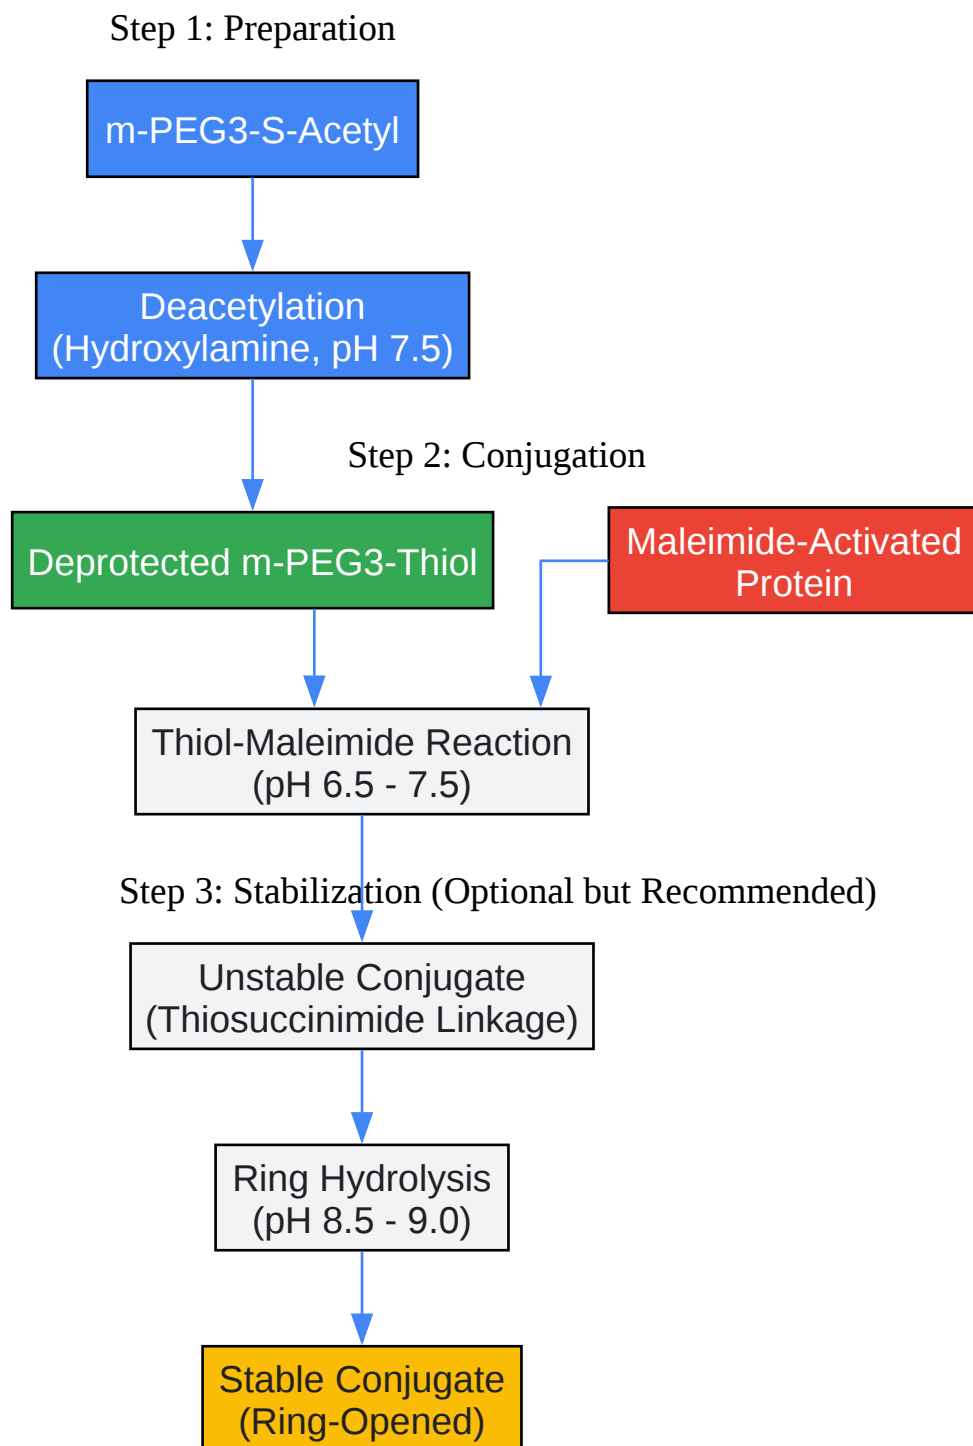 Step 1: Preparation
m-PEG3-S-Acetyl
Deacetylation
(Hydroxylamine, pH 7.5)
Step 2: Conjugation
Deprotected m-PEG3-Thiol
Maleimide-Activated
Protein
Thiol-Maleimide Reaction
(pH 6.5 - 7.5)
Step 3: Stabilization (Optional but Recommended)
Unstable Conjugate
(Thiosuccinimide Linkage)
Ring Hydrolysis
(pH 8.5 - 9.0)
Stable Conjugate
(Ring-Opened)